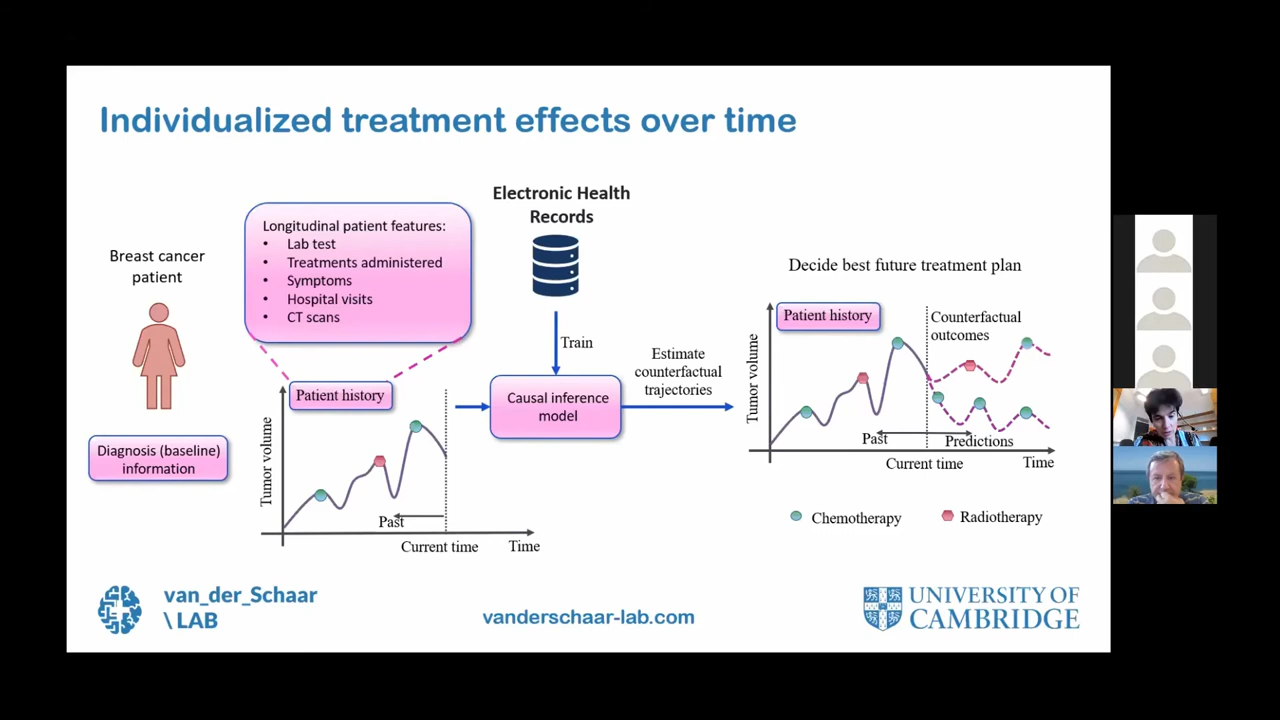 Individualized treatment effects over time
Electronic Health
Records
Longitudinal patient features:
• Lab test
• Treatments administered
• Symptoms
• Hospital visits
• CT scans
Breast cancer
patient
Diagnosis (baseline)
information
Patient history
Tumor volume
Past
Current time
Time
Train
Causal inference
model
Estimate
counterfactual
trajectories
Decide best future treatment plan
Patient history
Counterfactual
outcomes
Tumor volume
Past
Predictions
Current time
Time
Chemotherapy
Radiotherapy
van_der_Schaar
\ LAB
vanderschaar-lab.com
UNIVERSITY OF
CAMBRIDGE